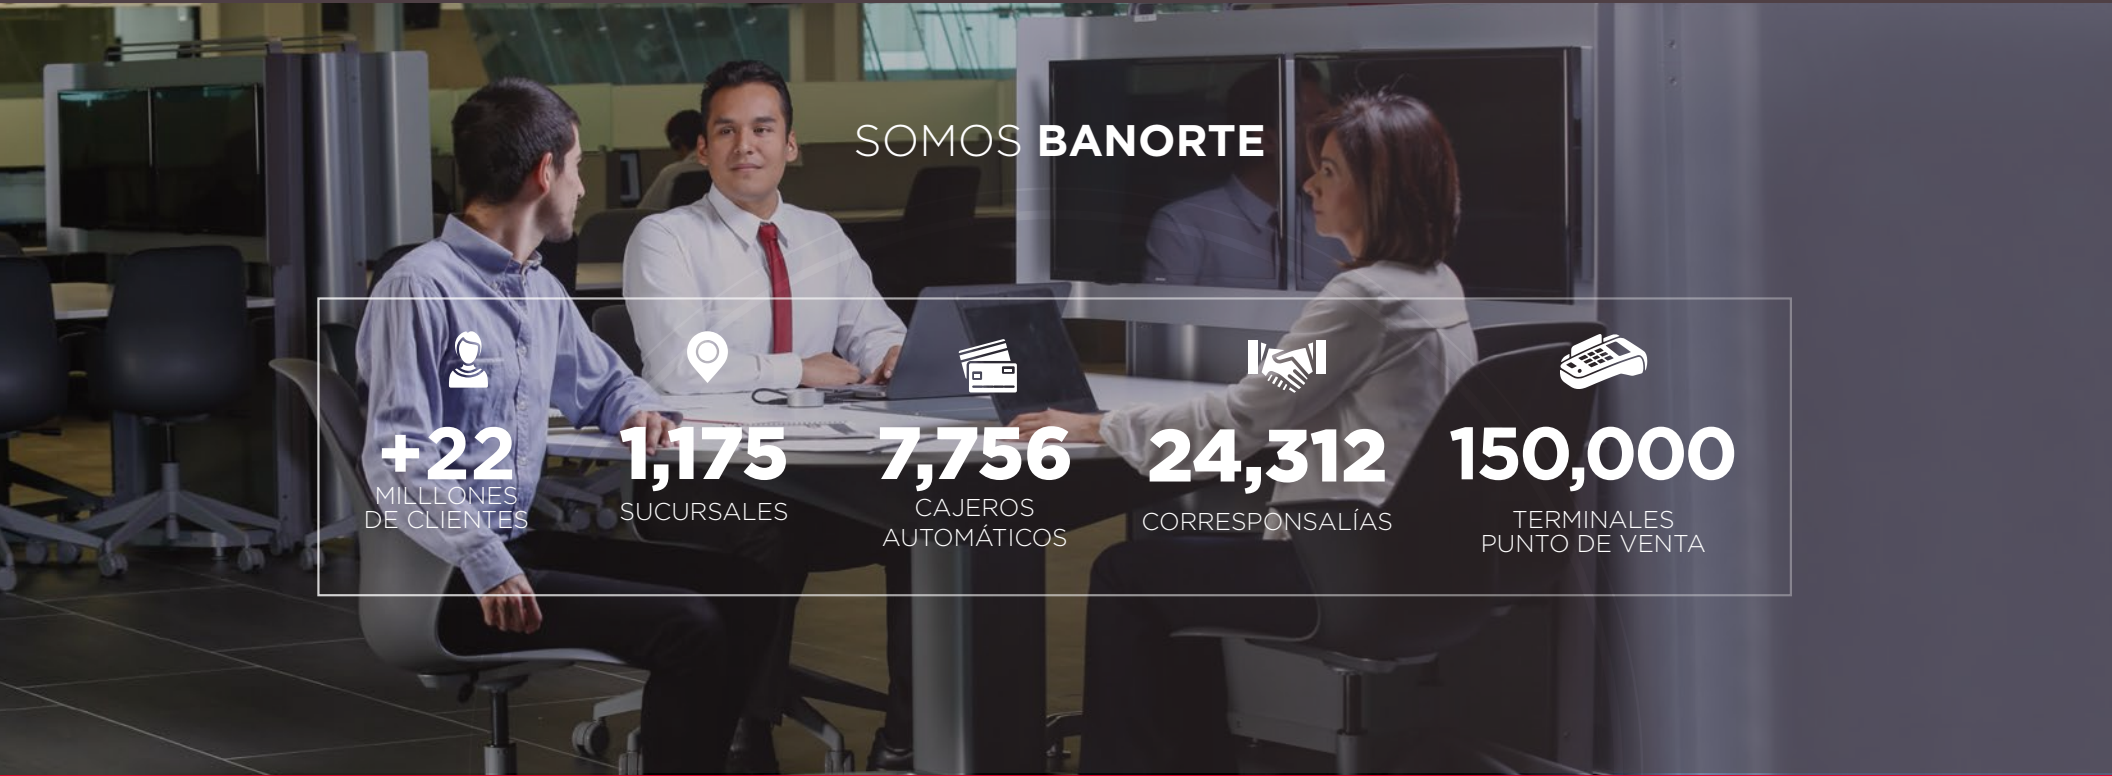 SOMOS BANORTE
+22
MILLLONES
DE CLIENTES
1,175
SUCURSALES
7,756
CAJEROS
AUTOMÁTICOS
24,312
CORRESPONSALÍAS
150,000
TERMINALES
PUNTO DE VENTA